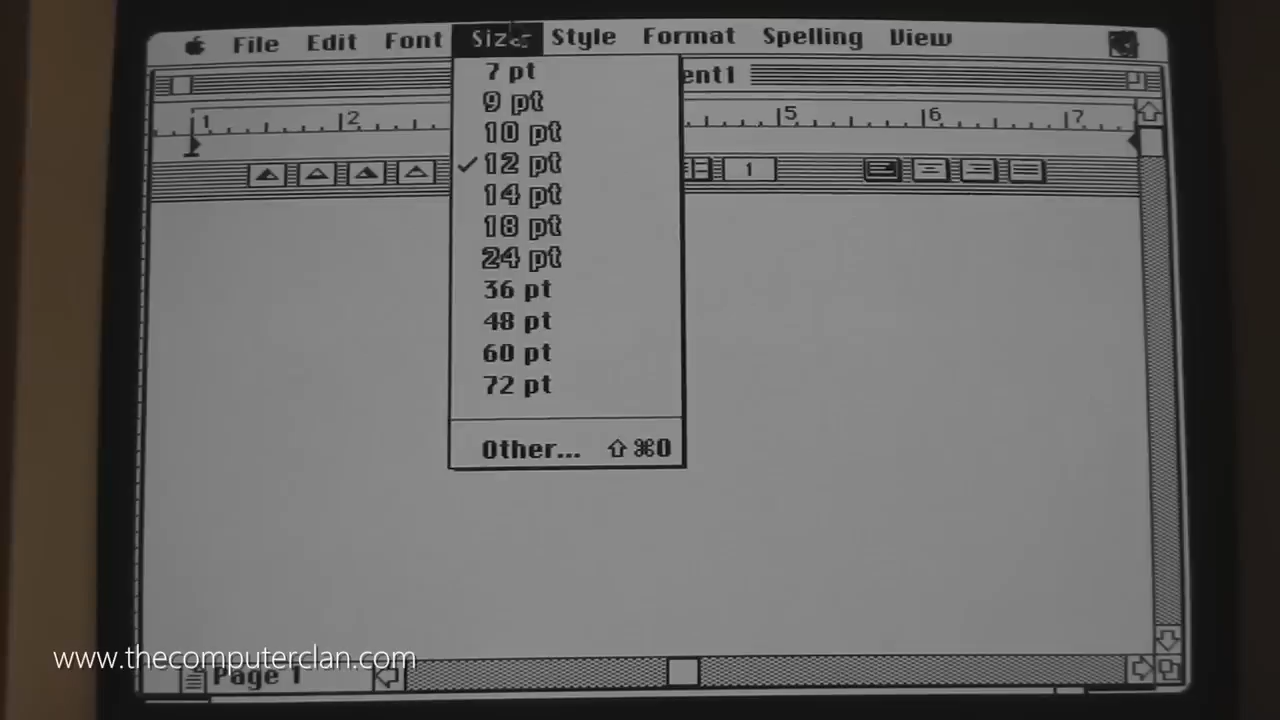 File Edit Font Size Style Format Spelling View
ent1
1 2 5 6 7
1
7 pt
9 pt
10 pt
✓12 pt
14 pt
18 pt
24 pt
36 pt
48 pt
60 pt
72 pt
Other... ⇧⌘O
Page 1
www.thecomputerclan.com